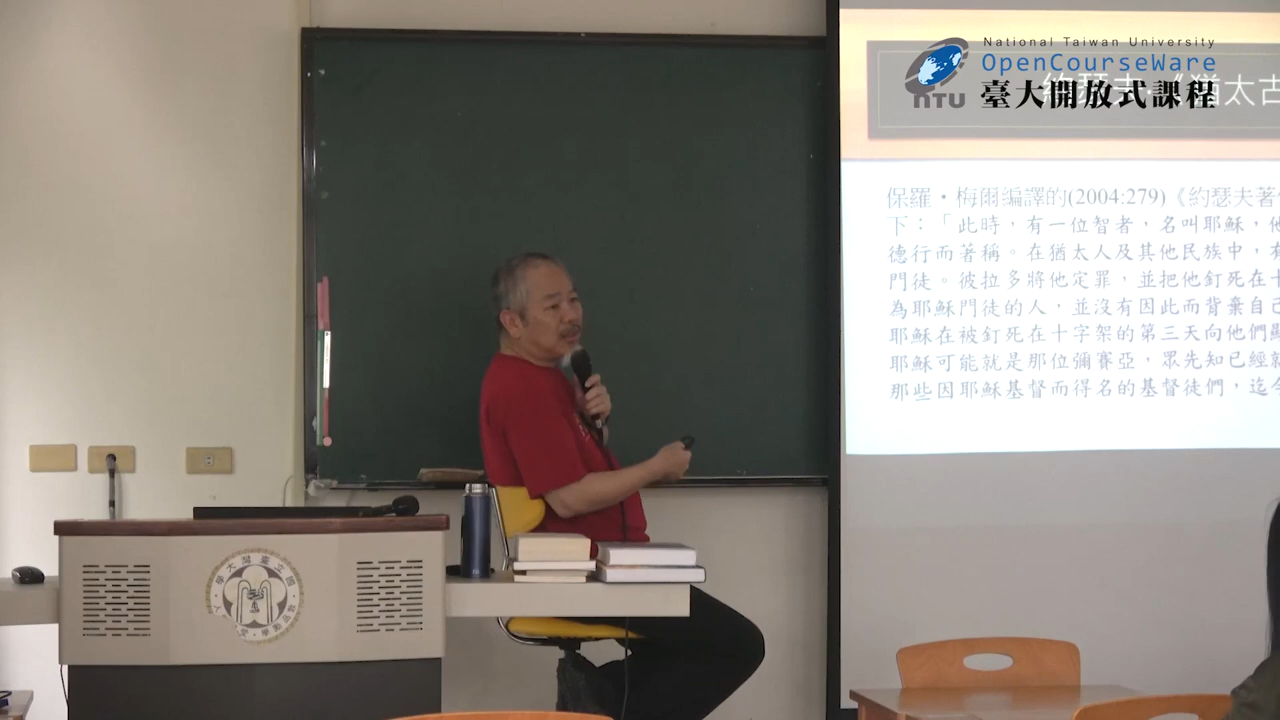 National Taiwan University
OpenCourseWare
NTU 臺大開放式課程
猶太古
保羅·梅爾編譯的(2004:279)《約瑟夫著
下:「此時,有一位智者,名叫耶穌,他
德行而著稱。在猶太人及其他民族中,有
門徒。彼拉多將他定罪,並把他釘死在十
為耶穌門徒的人,並沒有因此而背棄自己
耶穌在被釘死在十字架的第三天向他們顯
耶穌可能就是那位彌賽亞,眾先知已經就
那些因耶穌基督而得名的基督徒們,迄今